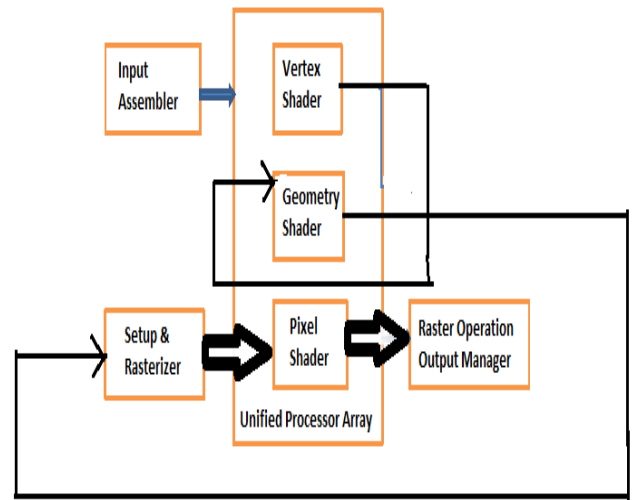 Input
Assembler
Vertex
Shader
Geometry
Shader
Setup &
Rasterizer
Pixel
Shader
Raster Operation
Output Manager
Unified Processor Array